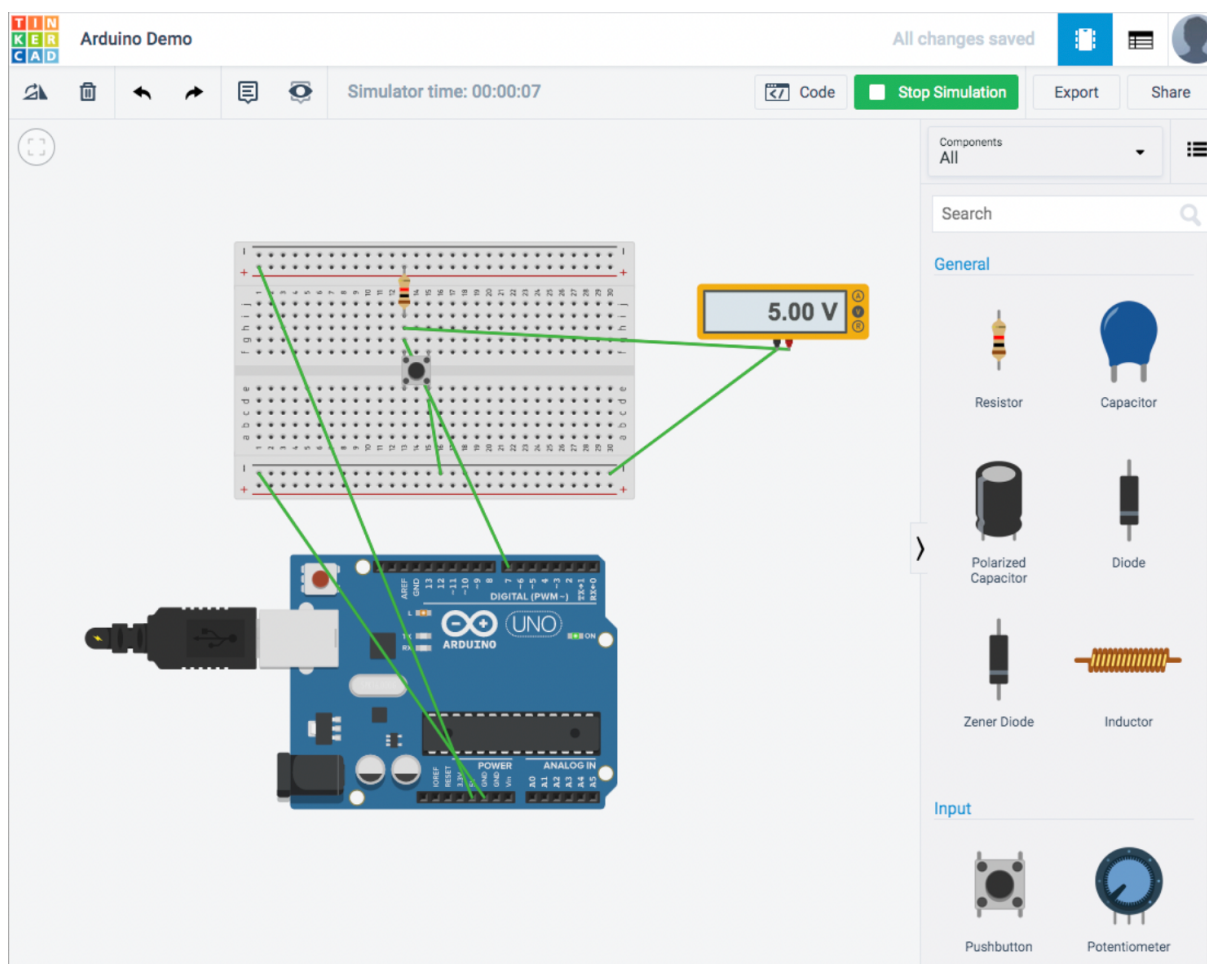 TIN
KER
CAD
Arduino Demo
All changes saved
Simulator time: 00:00:07
Code
Stop Simulation
Export
Share
Components
All
Search
General
Resistor
Capacitor
Polarized
Capacitor
Diode
Zener Diode
Inductor
Input
Pushbutton
Potentiometer
5.00 V
A
V
R
AREF
GND
13
12
~11
~10
~9
8
7
~6
~5
4
~3
2
TX→1
RX←0
DIGITAL (PWM~)
L
TX
RX
UNO
ARDUINO
ON
IOREF
RESET
3.3V
GND
GND
Vin
POWER
ANALOG IN
A0
A1
A2
A3
A4
A5